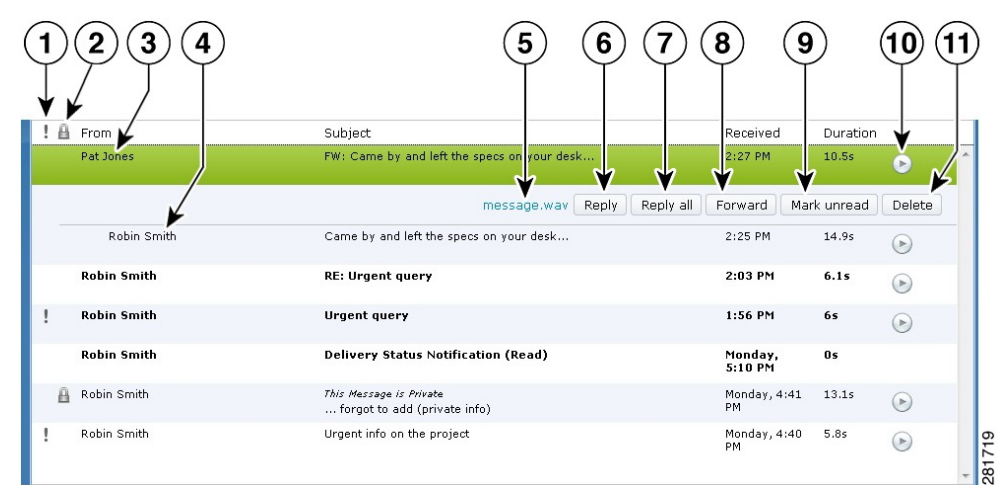 1 2 3 4 5 6 7 8 9 10 11
! From Subject Received Duration
Pat Jones FW: Came by and left the specs on your desk... 2:27 PM 10.5s
message.wav Reply Reply all Forward Mark unread Delete
Robin Smith Came by and left the specs on your desk... 2:25 PM 14.9s
Robin Smith RE: Urgent query 2:03 PM 6.1s
! Robin Smith Urgent query 1:56 PM 6s
Robin Smith Delivery Status Notification (Read) Monday, 0s
5:10 PM
Robin Smith This Message is Private Monday, 4:41 13.1s
... forgot to add (private info) PM
! Robin Smith Urgent info on the project Monday, 4:40 5.8s
PM
281719